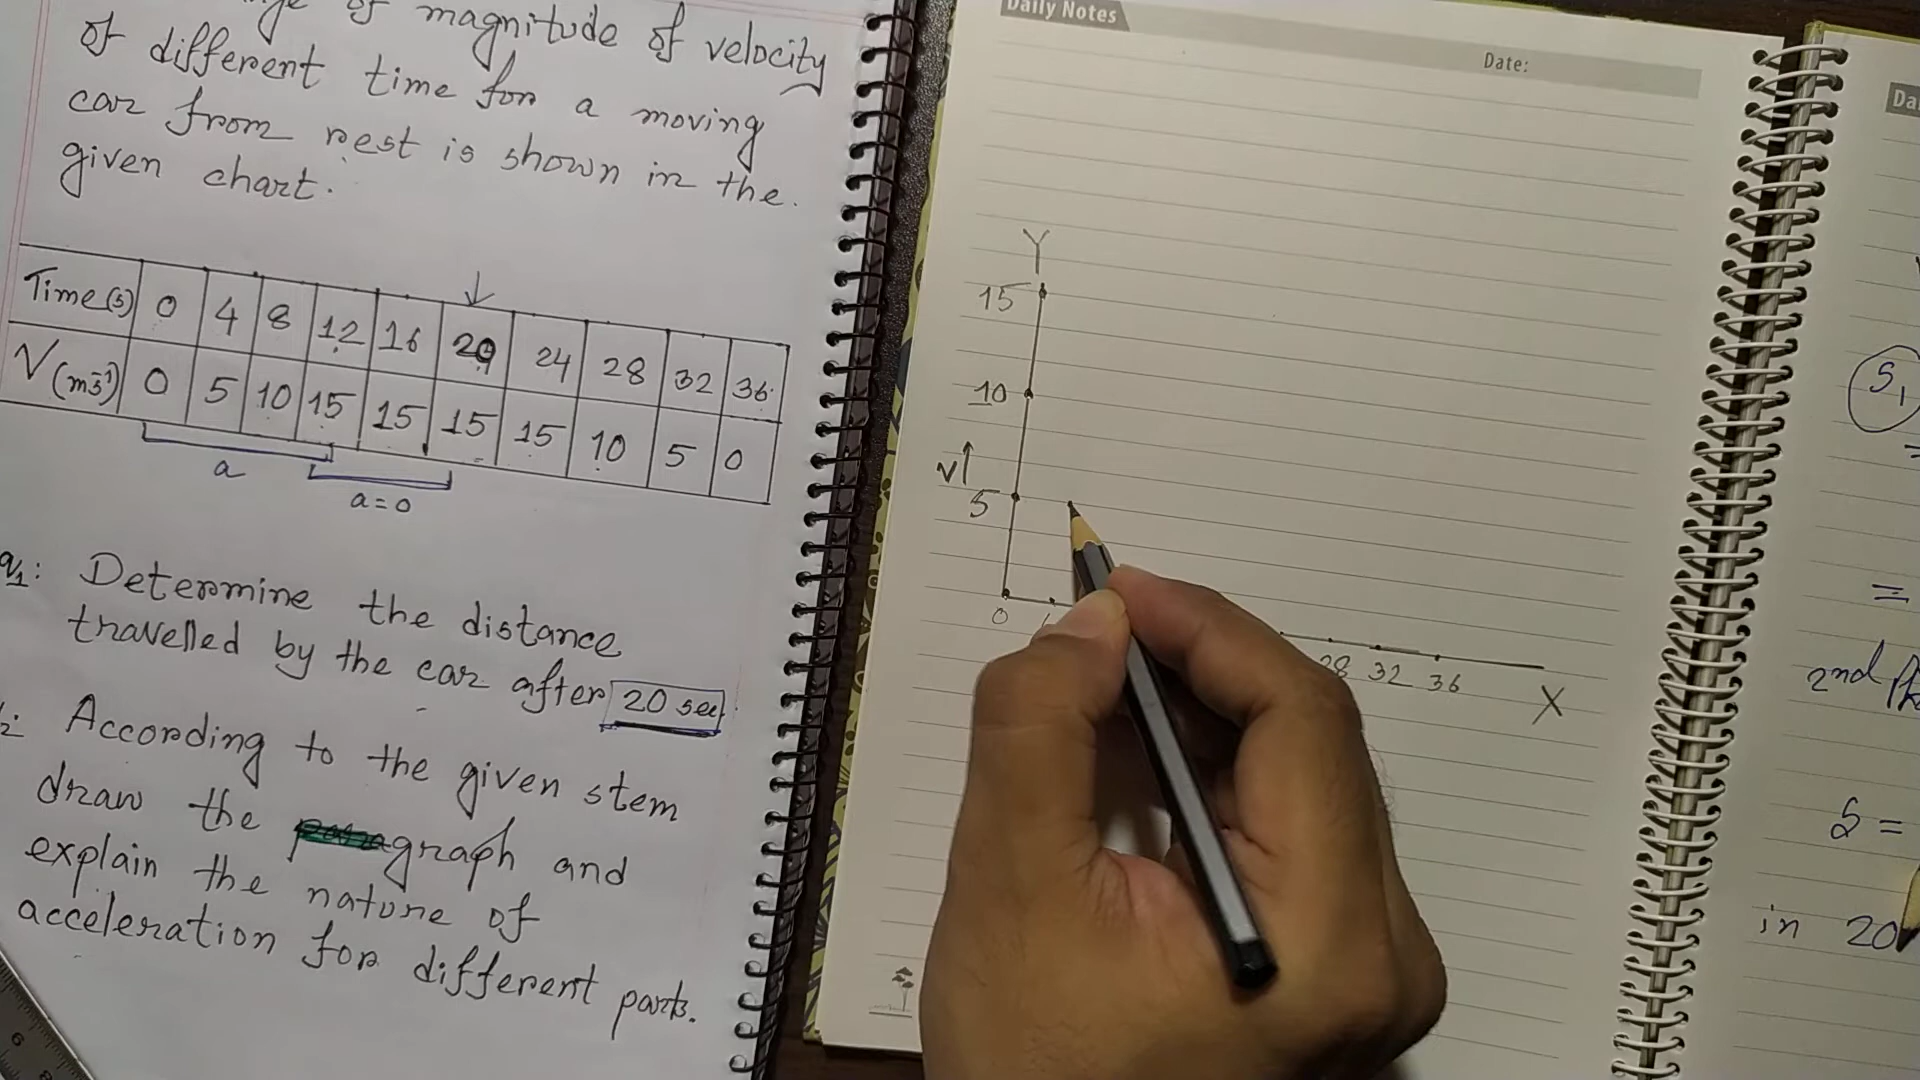 of magnitude of velocity
of different time for a moving
car from rest is shown in the
given chart.
Time(s) 0 4 8 12 16 20 24 28 32 36
V(ms⁻¹) 0 5 10 15 15 15 15 10 5 0
a
a=0
q1: Determine the distance
travelled by the car after 20 sec.
According to the given stem
draw the graph and
explain the nature of
acceleration for different parts.
Daily Notes
Date:
Y
15
10
V↑
5
0
28 32 36
X
S1
=
=
2nd
S =
in 20